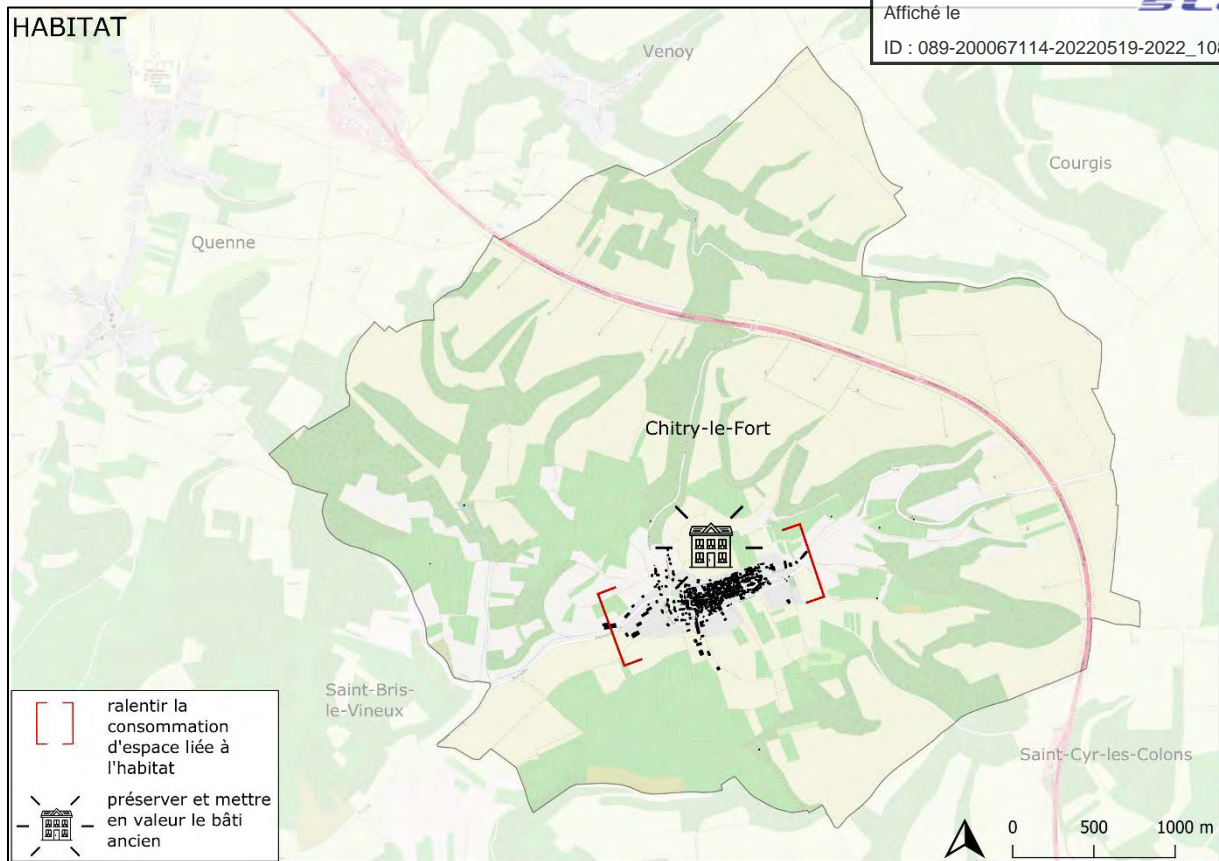 HABITAT
Affiché le
ID : 089-200067114-20220519-2022_108
Venoy
Courgis
Quenne
Chitry-le-Fort
Saint-Bris-
le-Vineux
Saint-Cyr-les-Colons
ralentir la
consommation
d'espace liée à
l'habitat
préserver et mettre
en valeur le bâti
ancien
0 500 1000 m